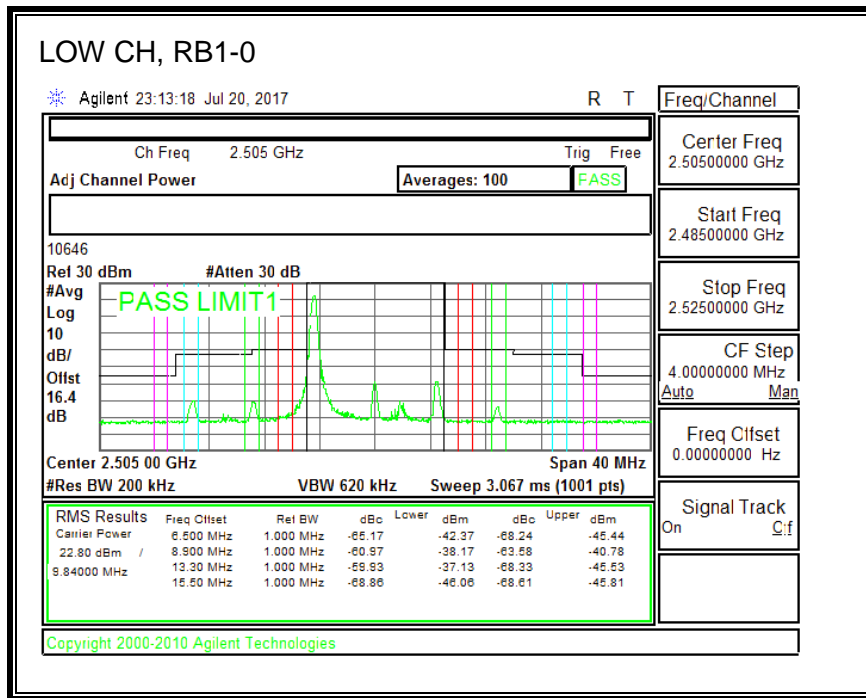 LOW CH, RB1-0
Agilent 23:13:18 Jul 20, 2017 R T
Freq/Channel
Ch Freq 2.505 GHz Trig Free
Adj Channel Power Averages: 100 PASS
Center Freq
2.50500000 GHz
Start Freq
2.48500000 GHz
10646
Ref 30 dBm #Atten 30 dB
#Avg
Log
10
dB/
Offst
16.4
dB
PASS LIMIT1
Stop Freq
2.52500000 GHz
CF Step
4.00000000 MHz
Auto Man
Freq Offset
0.00000000 Hz
Center 2.505 00 GHz Span 40 MHz
#Res BW 200 kHz VBW 620 kHz Sweep 3.067 ms (1001 pts)
Signal Track
On Off
RMS Results Freq Offset Ref BW dBc Lower dBm dBc Upper dBm
Carrier Power 6.500 MHz 1.000 MHz -65.17 -42.37 -68.24 -45.44
22.80 dBm / 8.900 MHz 1.000 MHz -60.97 -38.17 -63.58 -40.78
9.84000 MHz 13.30 MHz 1.000 MHz -59.93 -37.13 -68.33 -45.53
15.50 MHz 1.000 MHz -68.86 -46.06 -68.61 -45.81
Copyright 2000-2010 Agilent Technologies